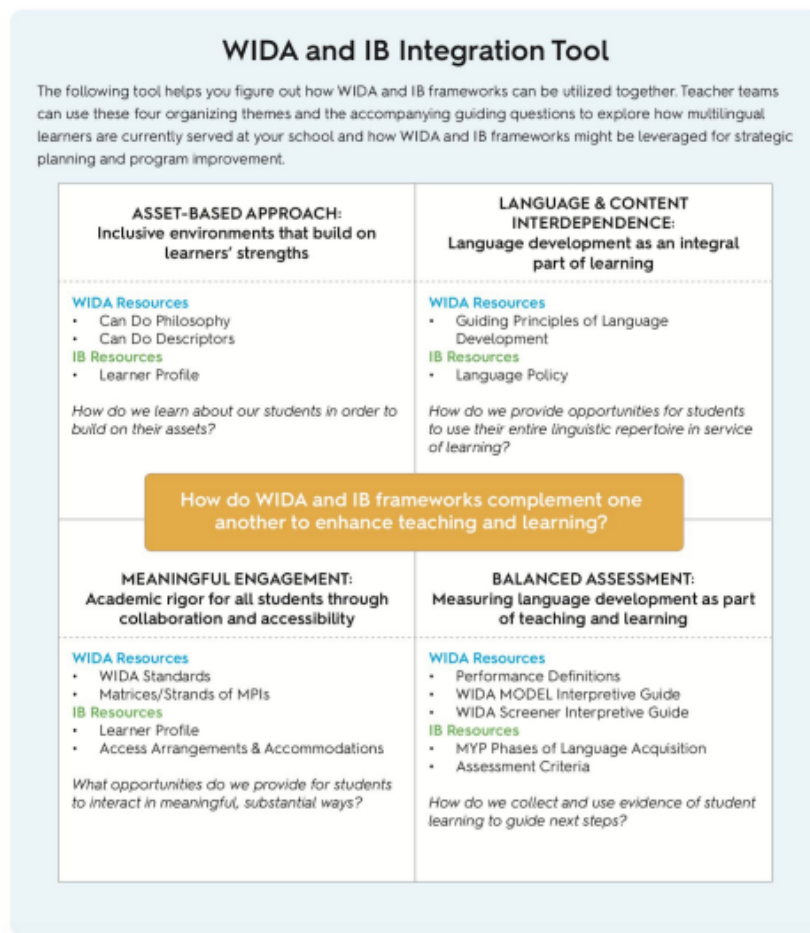 WIDA and IB Integration Tool
The following tool helps you figure out how WIDA and IB frameworks can be utilized together. Teacher teams
can use these four organizing themes and the accompanying guiding questions to explore how multilingual
learners are currently served at your school and how WIDA and IB frameworks might be leveraged for strategic
planning and program improvement.
ASSET-BASED APPROACH:
Inclusive environments that build on
learners' strengths
WIDA Resources
• Can Do Philosophy
• Can Do Descriptors
IB Resources
• Learner Profile
How do we learn about our students in order to
build on their assets?
LANGUAGE & CONTENT
INTERDEPENDENCE:
Language development as an integral
part of learning
WIDA Resources
• Guiding Principles of Language
Development
IB Resources
• Language Policy
How do we provide opportunities for students
to use their entire linguistic repertoire in service
of learning?
How do WIDA and IB frameworks complement one
another to enhance teaching and learning?
MEANINGFUL ENGAGEMENT:
Academic rigor for all students through
collaboration and accessibility
WIDA Resources
• WIDA Standards
• Matrices/Strands of MPIs
IB Resources
• Learner Profile
• Access Arrangements & Accommodations
What opportunities do we provide for students
to interact in meaningful, substantial ways?
BALANCED ASSESSMENT:
Measuring language development as part
of teaching and learning
WIDA Resources
• Performance Definitions
• WIDA MODEL Interpretive Guide
• WIDA Screener Interpretive Guide
IB Resources
• MYP Phases of Language Acquisition
• Assessment Criteria
How do we collect and use evidence of student
learning to guide next steps?